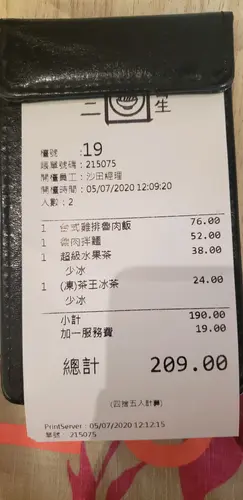 二
生
檯號 :19
賬單號碼：215075
開檯員工：沙田經理
開檯時間：05/07/2020 12:09:20
人數：2
1 台式雞排魯肉飯 76.00
1 魯肉拌麵 52.00
1 超級水果茶 38.00
少冰
1 (凍)茶王冰茶 24.00
少冰
小計 190.00
加一服務費 19.00
總計 209.00
(四捨五入計算)
PrintServer：05/07/2020 12:12:15
單號 215075